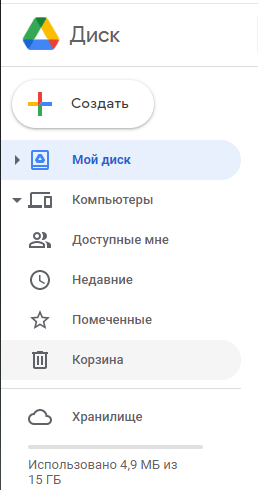 Диск
Создать
Мой диск
Компьютеры
Доступные мне
Недавние
Помеченные
Корзина
Хранилище
Использовано 4,9 МБ из
15 ГБ